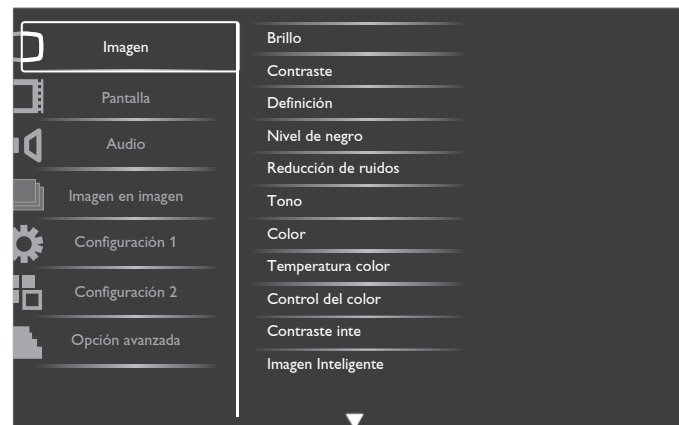 Imagen
Pantalla
Audio
Imagen en imagen
Configuración 1
Configuración 2
Opción avanzada
Brillo
Contraste
Definición
Nivel de negro
Reducción de ruidos
Tono
Color
Temperatura color
Control del color
Contraste inte
Imagen Inteligente